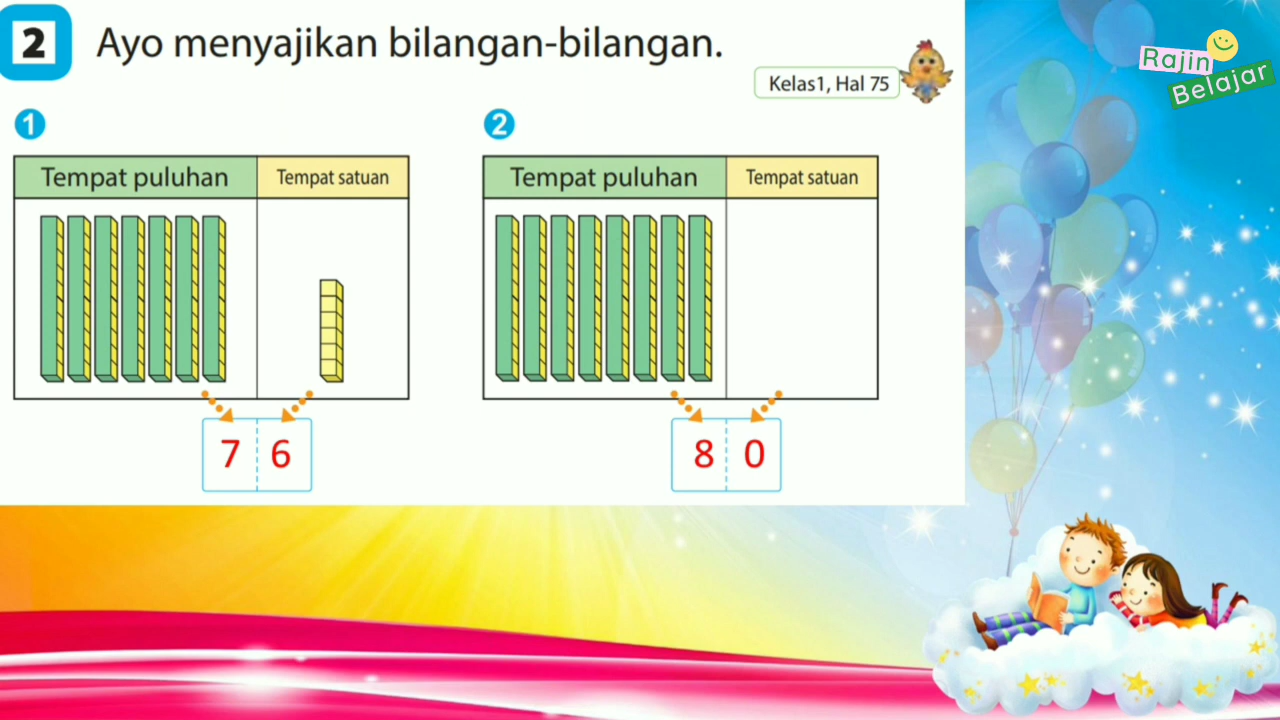 2
Ayo menyajikan bilangan-bilangan.
Kelas1, Hal 75
Rajin
Belajar
1
Tempat puluhan Tempat satuan
7 6
2
Tempat puluhan Tempat satuan
8 0